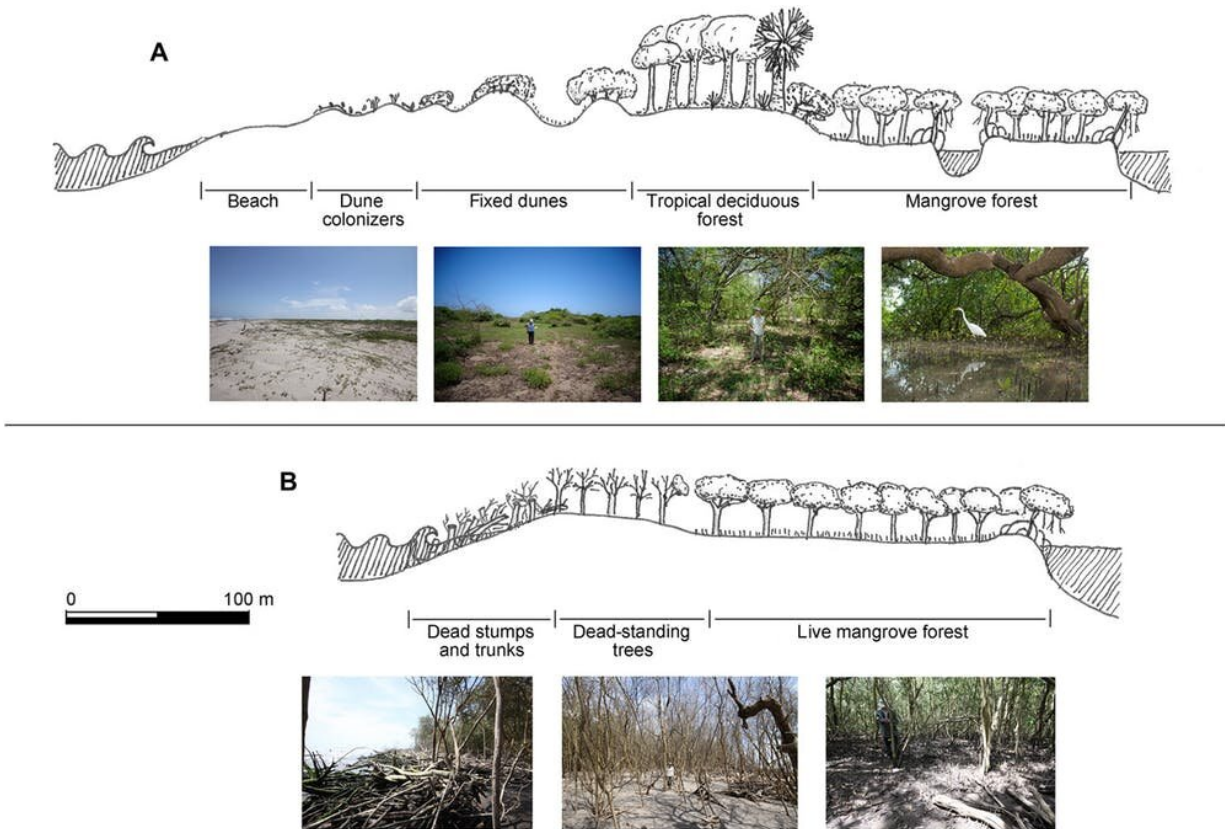 A
Beach
Dune
colonizers
Fixed dunes
Tropical deciduous
forest
Mangrove forest
B
0 100 m
Dead stumps
and trunks
Dead-standing
trees
Live mangrove forest